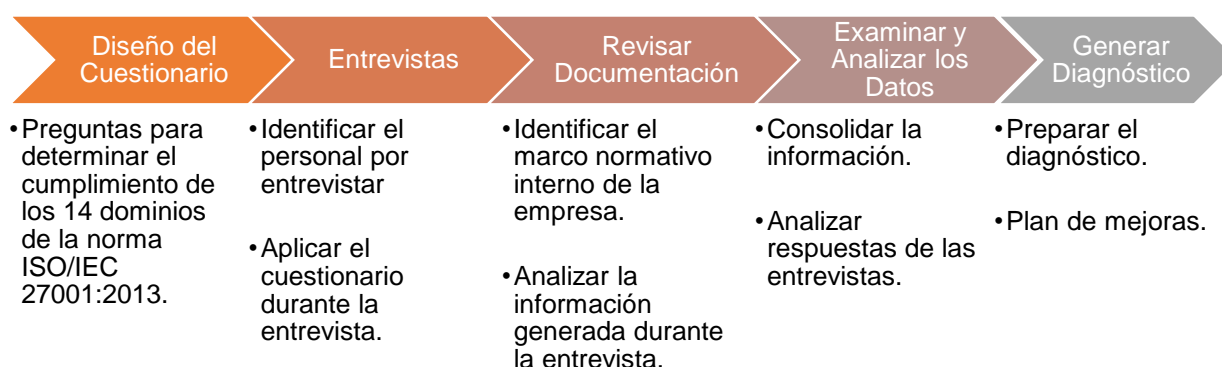 Diseño del
Cuestionario
Entrevistas
Revisar
Documentación
Examinar y
Analizar los
Datos
Generar
Diagnóstico
•Preguntas para
determinar el
cumplimiento de
los 14 dominios
de la norma
ISO/IEC
27001:2013.
•Identificar el
personal por
entrevistar
•Aplicar el
cuestionario
durante la
entrevista.
•Identificar el
marco normativo
interno de la
empresa.
•Analizar la
información
generada durante
la entrevista.
•Consolidar la
información.
•Analizar
respuestas de las
entrevistas.
•Preparar el
diagnóstico.
•Plan de mejoras.